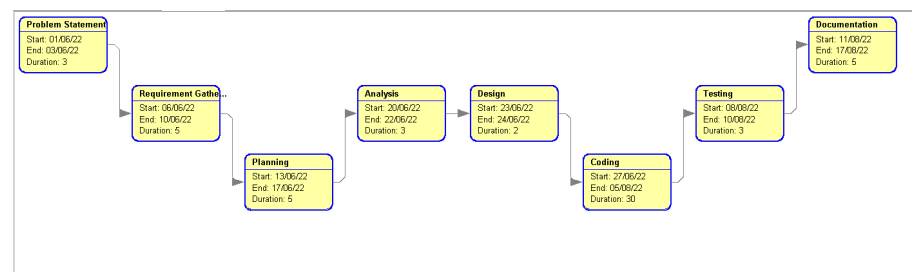 Problem Statement
Start: 01/06/22
End: 03/06/22
Duration: 3
Requirement Gathe...
Start: 06/06/22
End: 10/06/22
Duration: 5
Planning
Start: 13/06/22
End: 17/06/22
Duration: 5
Analysis
Start: 20/06/22
End: 22/06/22
Duration: 3
Design
Start: 23/06/22
End: 24/06/22
Duration: 2
Coding
Start: 27/06/22
End: 05/08/22
Duration: 30
Testing
Start: 08/08/22
End: 10/08/22
Duration: 3
Documentation
Start: 11/08/22
End: 17/08/22
Duration: 5